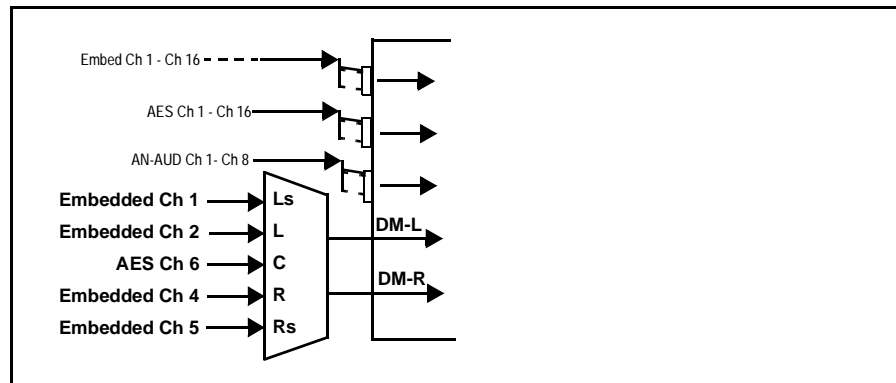 Embed Ch 1 - Ch 16
AES Ch 1 - Ch 16
AN-AUD Ch 1- Ch 8
Embedded Ch 1 Ls
Embedded Ch 2 L DM-L
AES Ch 6 C
Embedded Ch 4 R DM-R
Embedded Ch 5 Rs